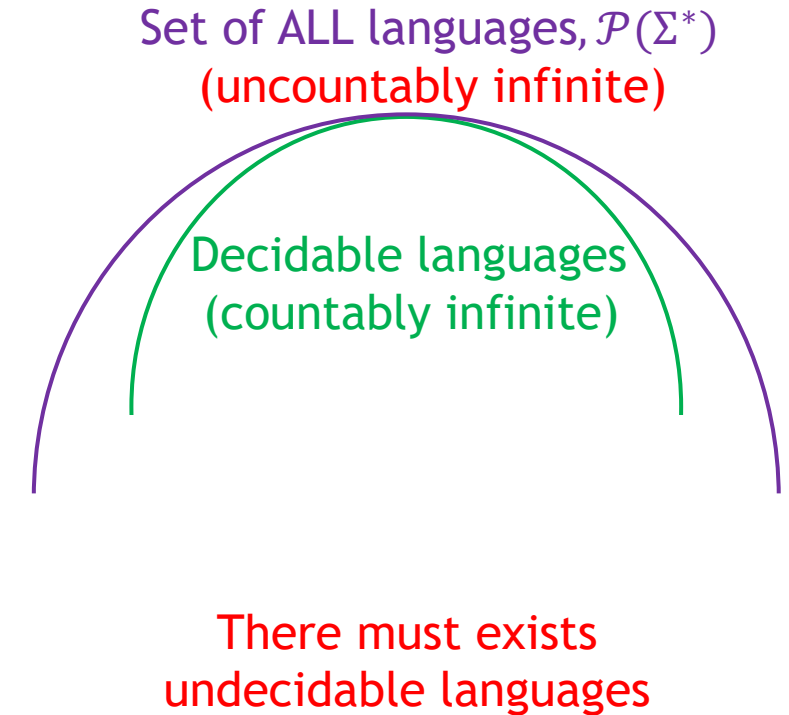 Set of ALL languages, 𝒫(Σ*)
(uncountably infinite)
Decidable languages
(countably infinite)
There must exists
undecidable languages